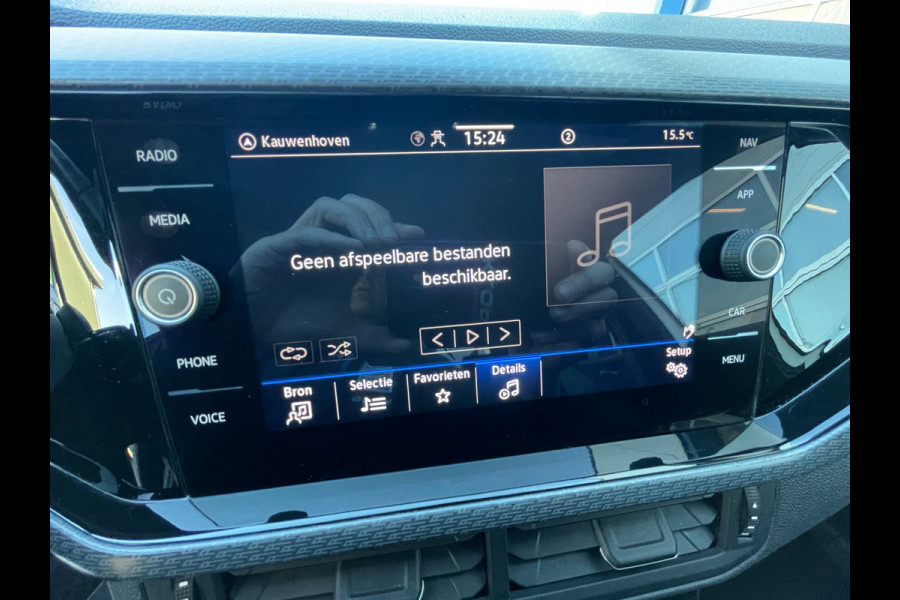 RADIO
MEDIA
PHONE
VOICE
Kauwenhoven
15:24
2
15.5℃
Geen afspeelbare bestanden
beschikbaar.
Bron
Selectie
Favorieten
Details
Setup
NAV
APP
CAR
MENU